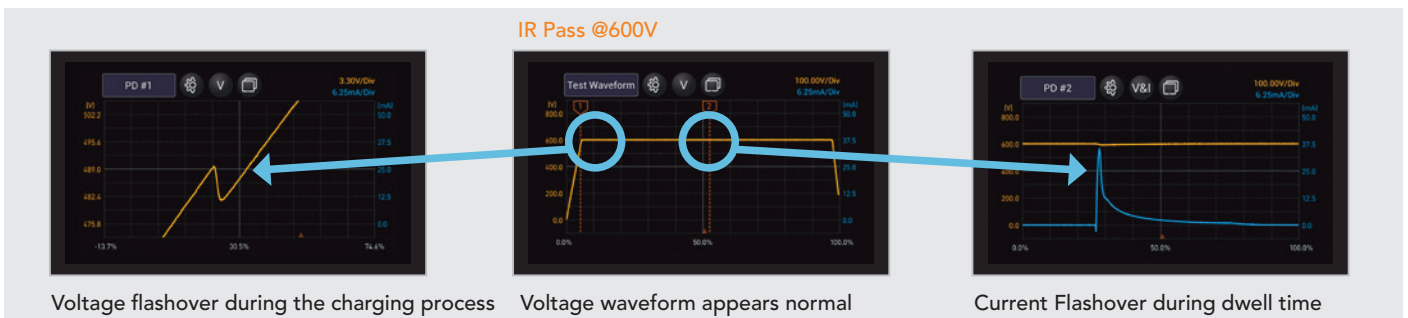 IR Pass @600V
PD #1 V 3.30V/Div
6.25mA/Div
[V] [mA]
502.2 50.0
495.6 37.5
489.0 25.0
482.4 12.5
475.8 0.0
-13.7% 30.5% 74.6%
Voltage flashover during the charging process
Test Waveform V 100.00V/Div
6.25mA/Div
[V] 1 2 [mA]
800.0 50.0
600.0 37.5
400.0 25.0
200.0 12.5
0.0 0.0
0.0% 50.0% 100.0%
Voltage waveform appears normal
PD #2 V&I 100.00V/Div
6.25mA/Div
[V] [mA]
800.0 50.0
600.0 37.5
400.0 25.0
200.0 12.5
0.0 0.0
0.0% 50.0% 100.0%
Current Flashover during dwell time